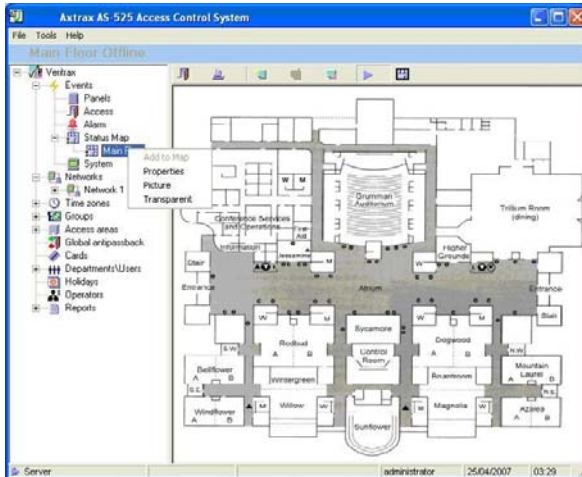 Axtrax AS-525 Access Control System
File Tools Help
Main Floor Offline
Veritrax
Events
Panels
Access
Alarm
Status Map
Main
System
Networks
Network 1
Time zones
Groups
Access areas
Global antipassback
Cards
Departments\Users
Holidays
Operators
Reports
Add to Map
Properties
Picture
Transparent
W M
Grumman
Auditorium
Trillium Room
(dining)
Conference Services
and Operations
First
Aid
Information
Jessamine
M
Higher
Grounds
W
Stair
Entrance
Atrium
Entrance
Stair
W
M
W
M
Sycamore
Redbud
A B
Dogwood
A B
S.W.
N.W.
Control
Room
Bellflower
A B
Mountain
Laurel
A B
Wintergreen
Boardroom
S.E.
N.E.
Windflower
A B
M
Willow
W
M
Magnolia
W
Azalea
A B
Sunflower
Server
administrator
25/04/2007
03:29